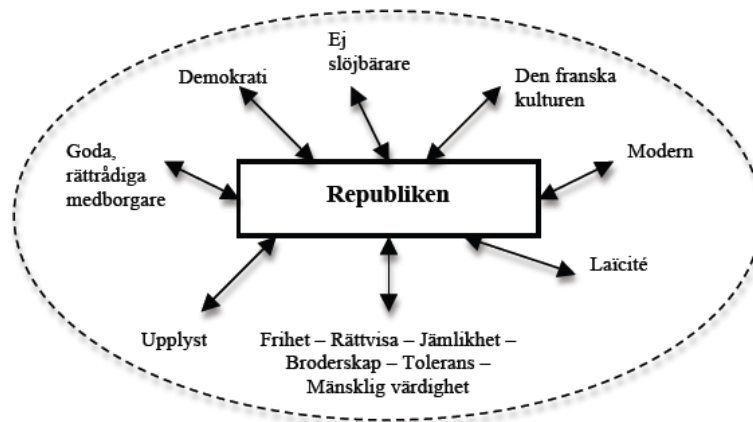 Ej
slöjbärare
Demokrati
Den franska
kulturen
Goda,
rättrådiga
medborgare
Modern
Republiken
Laïcité
Upplyst
Frihet – Rättvisa – Jämlikhet –
Broderskap – Tolerans –
Mänsklig värdighet